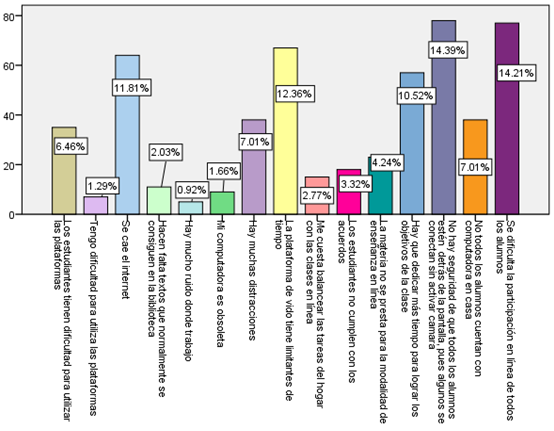 80
60
40
20
0
6.46%
1.29%
11.81%
2.03%
0.92%
1.66%
7.01%
12.36%
2.77%
3.32%
4.24%
10.52%
14.39%
7.01%
14.21%
Los estudiantes tienen dificultad para utilizar
las plataformas
Tengo dificultad para utiliza las plataformas
Se cae el internet
Hacen falta textos que normalmente se
consiguen en la biblioteca
Hay mucho ruido donde trabajo
Mi computadora es obsoleta
Hay muchas distracciones
La plataforma de vido tiene limitantes de
tiempo
Me cuesta balancear las tareas del hogar
con las clases en línea
Los estudiantes no cumplen con los
acuerdos
La materia no se presta para la modalidad de
enseñanza en línea
Hay que dedicar más tiempo para lograr los
objetivos de la clase
No hay seguridad de que todos los alumnos
estén detrás de la pantalla, pues algunos se
conectan sin activar camara
No todos los alumnos cuentan con
computadora en casa
Se dificulta la participación en línea de todos
los alumnos